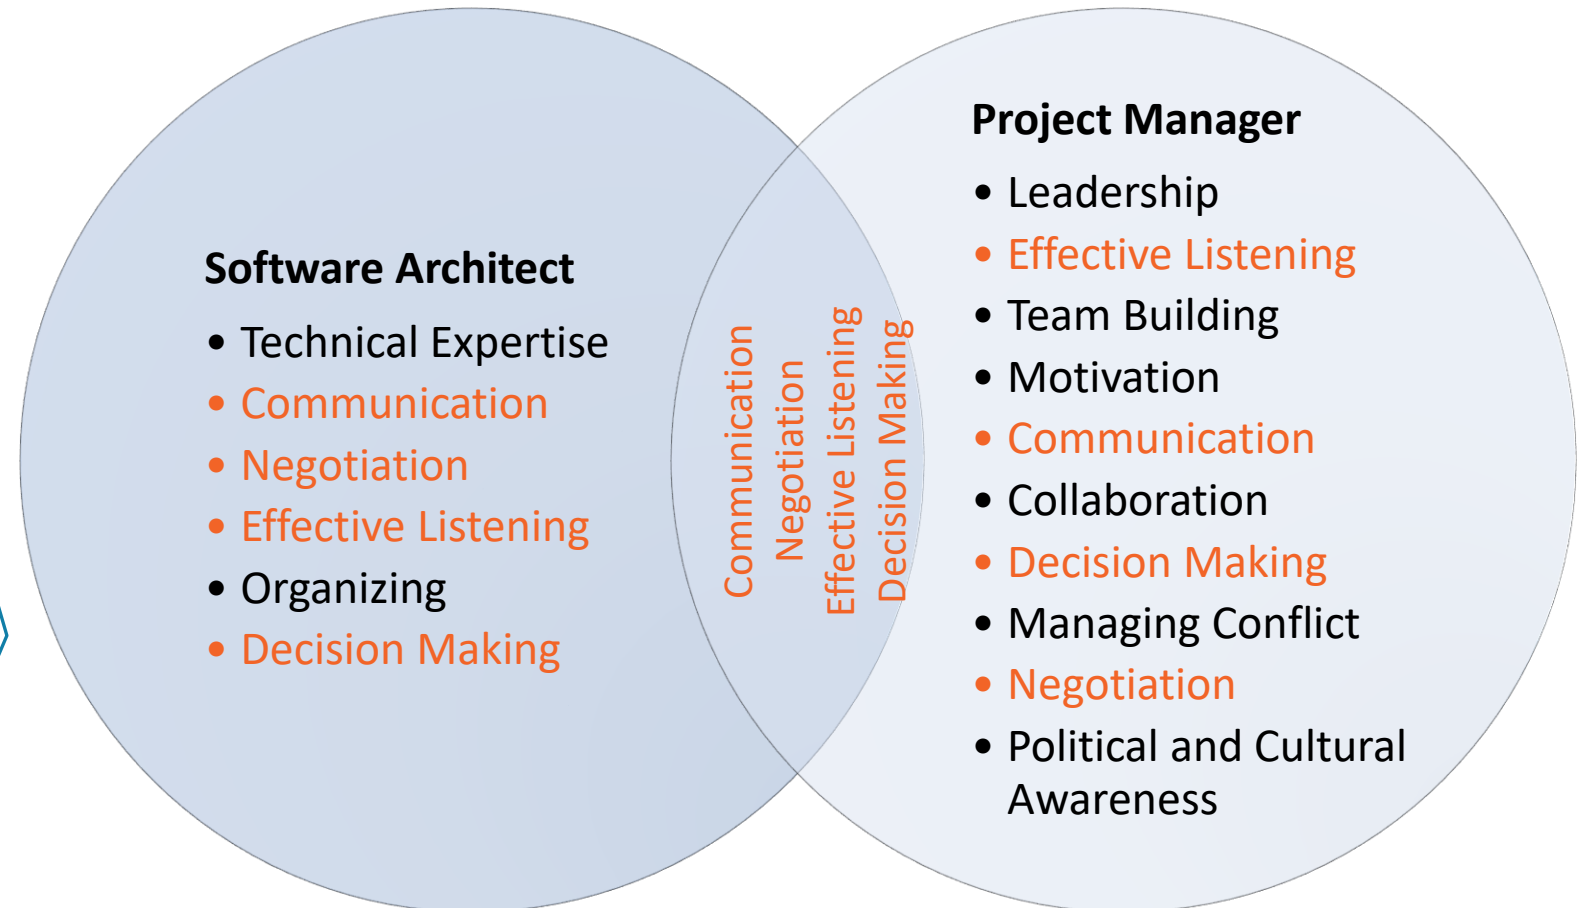 Software Architect
• Technical Expertise
• Communication
• Negotiation
• Effective Listening
• Organizing
• Decision Making
Communication
Negotiation
Effective Listening
Decision Making
Project Manager
• Leadership
• Effective Listening
• Team Building
• Motivation
• Communication
• Collaboration
• Decision Making
• Managing Conflict
• Negotiation
• Political and Cultural
Awareness